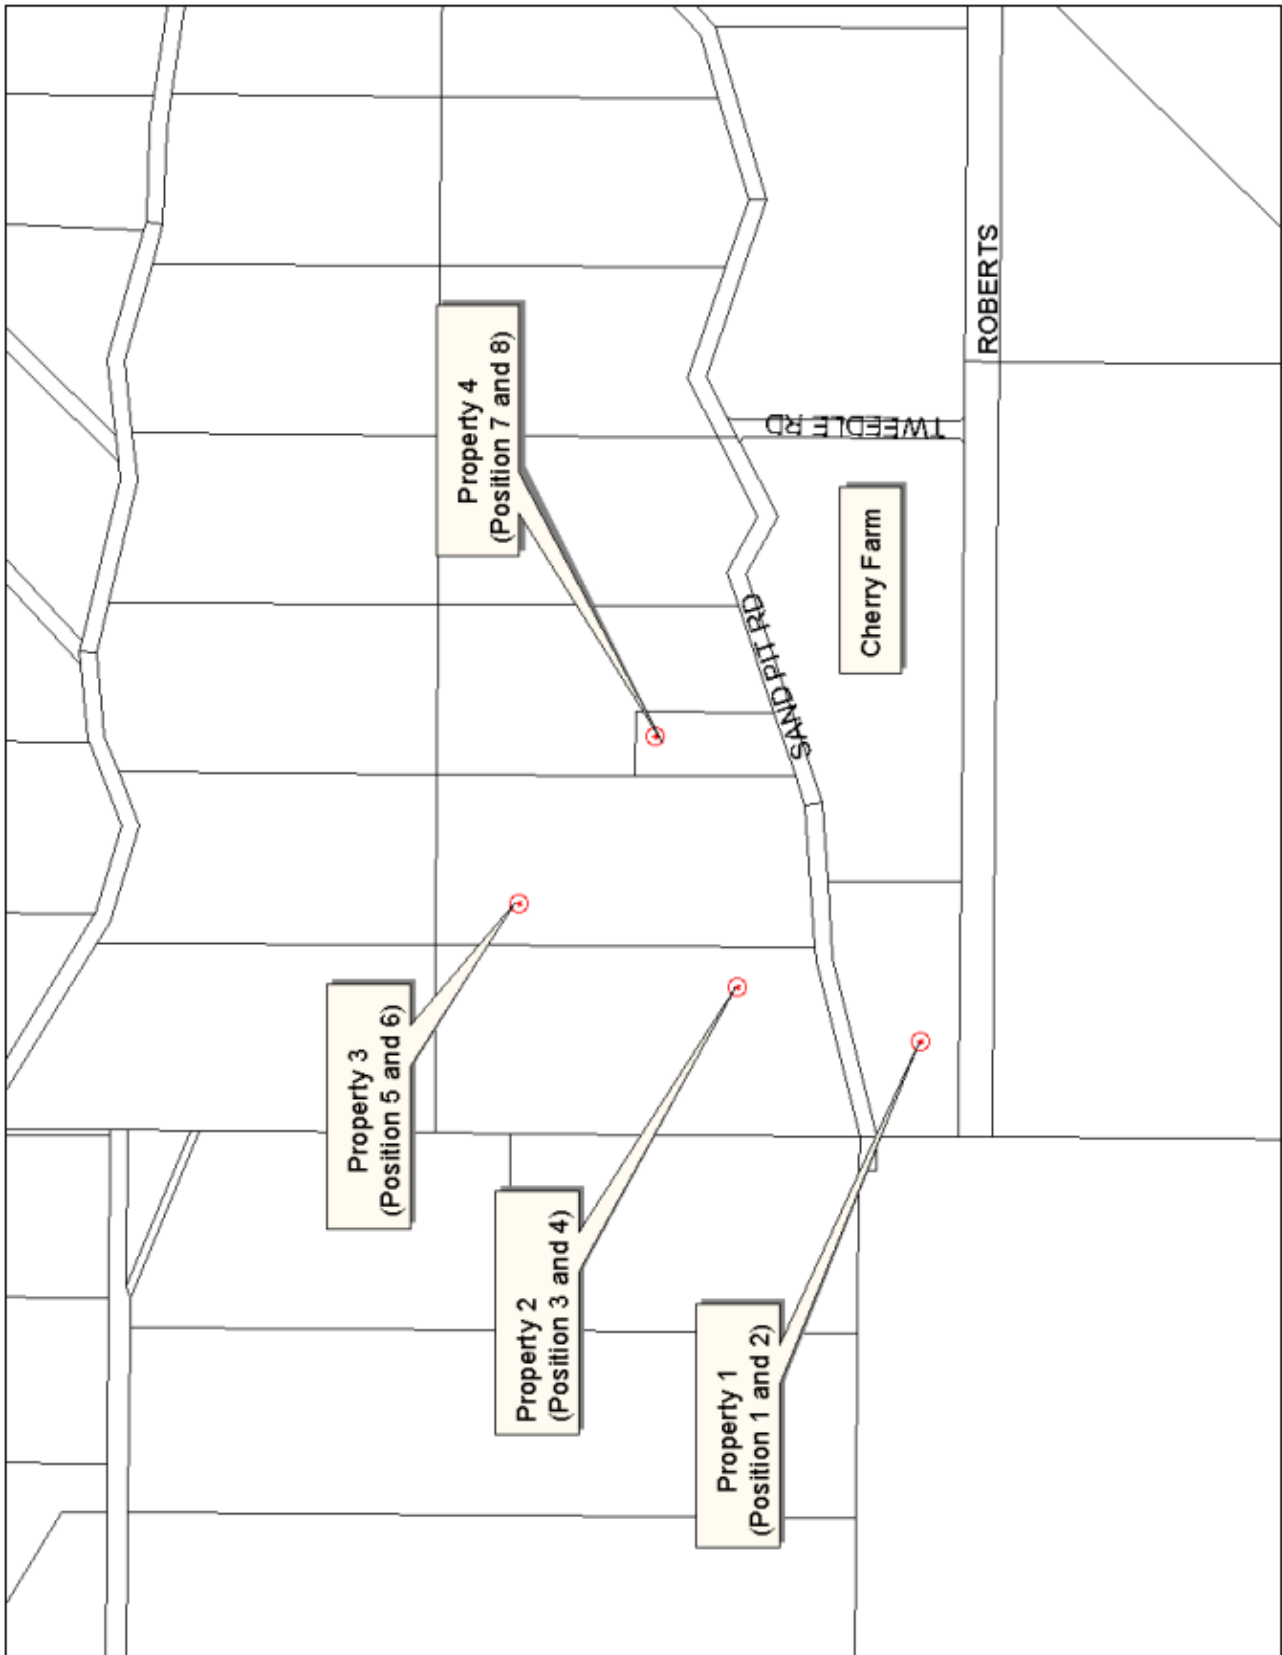 Property 4
(Position 7 and 8)
ROBERTS
TWEEDLE RD
Cherry Farm
SAND PIT RD
Property 3
(Position 5 and 6)
Property 2
(Position 3 and 4)
Property 1
(Position 1 and 2)